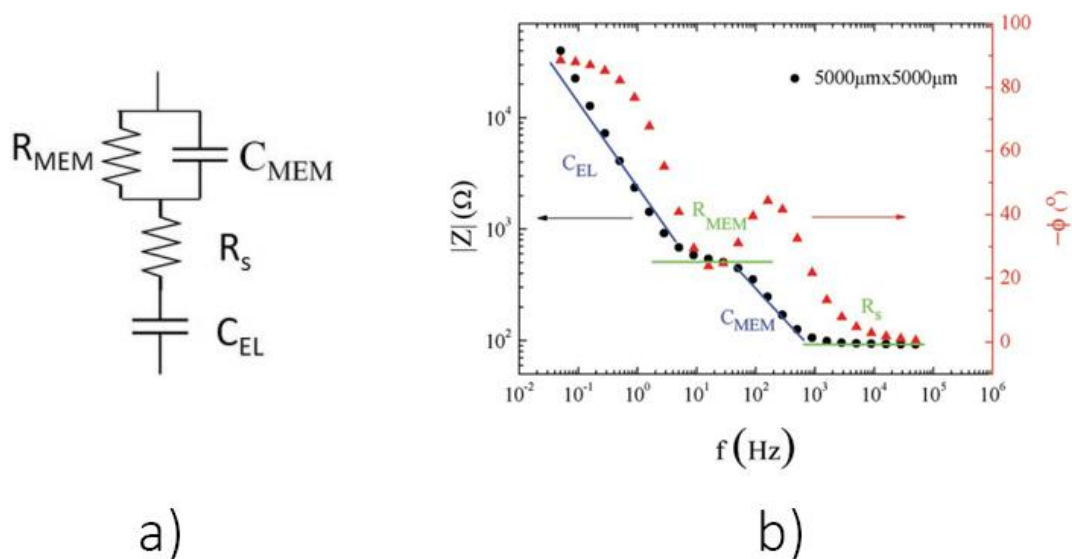 R_MEM
C_MEM
R_s
C_EL
a)
|Z| (Ω)
10^4
10^3
10^2
C_EL
R_MEM
C_MEM
R_s
5000μmx5000μm
100
80
60
40
20
0
-ϕ(°)
10^-2 10^-1 10^0 10^1 10^2 10^3 10^4 10^5 10^6
f (Hz)
b)